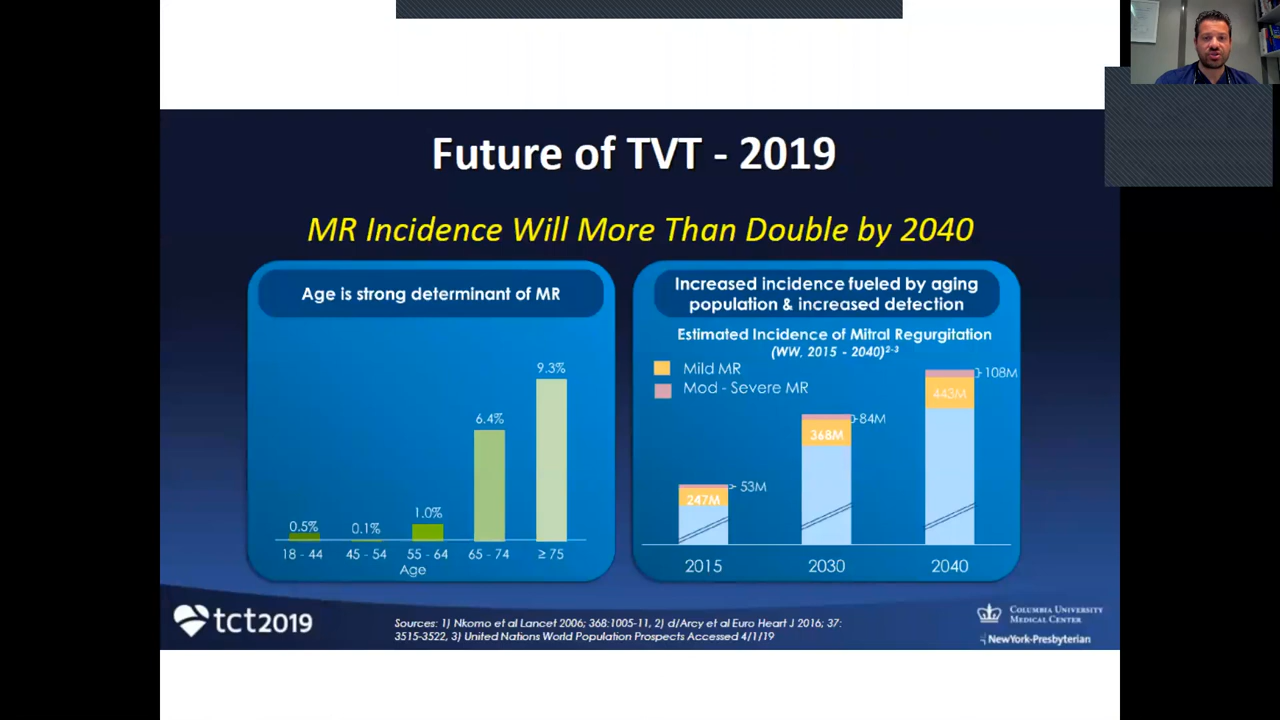 Future of TVT - 2019
MR Incidence Will More Than Double by 2040
Age is strong determinant of MR
9.3%
6.4%
1.0%
0.5%
0.1%
18 - 44
45 - 54
55 - 64
65 - 74
≥ 75
Age
Increased incidence fueled by aging
population & increased detection
Estimated Incidence of Mitral Regurgitation
(WW, 2015 - 2040)2-3
Mild MR
Mod - Severe MR
108M
443M
84M
368M
53M
247M
2015
2030
2040
tct2019
Sources: 1) Nkomo et al Lancet 2006; 368:1005-11, 2) d/Arcy et al Euro Heart J 2016; 37:
3515-3522, 3) United Nations World Population Prospects Accessed 4/1/19
COLUMBIA UNIVERSITY
MEDICAL CENTER
NewYork-Presbyterian